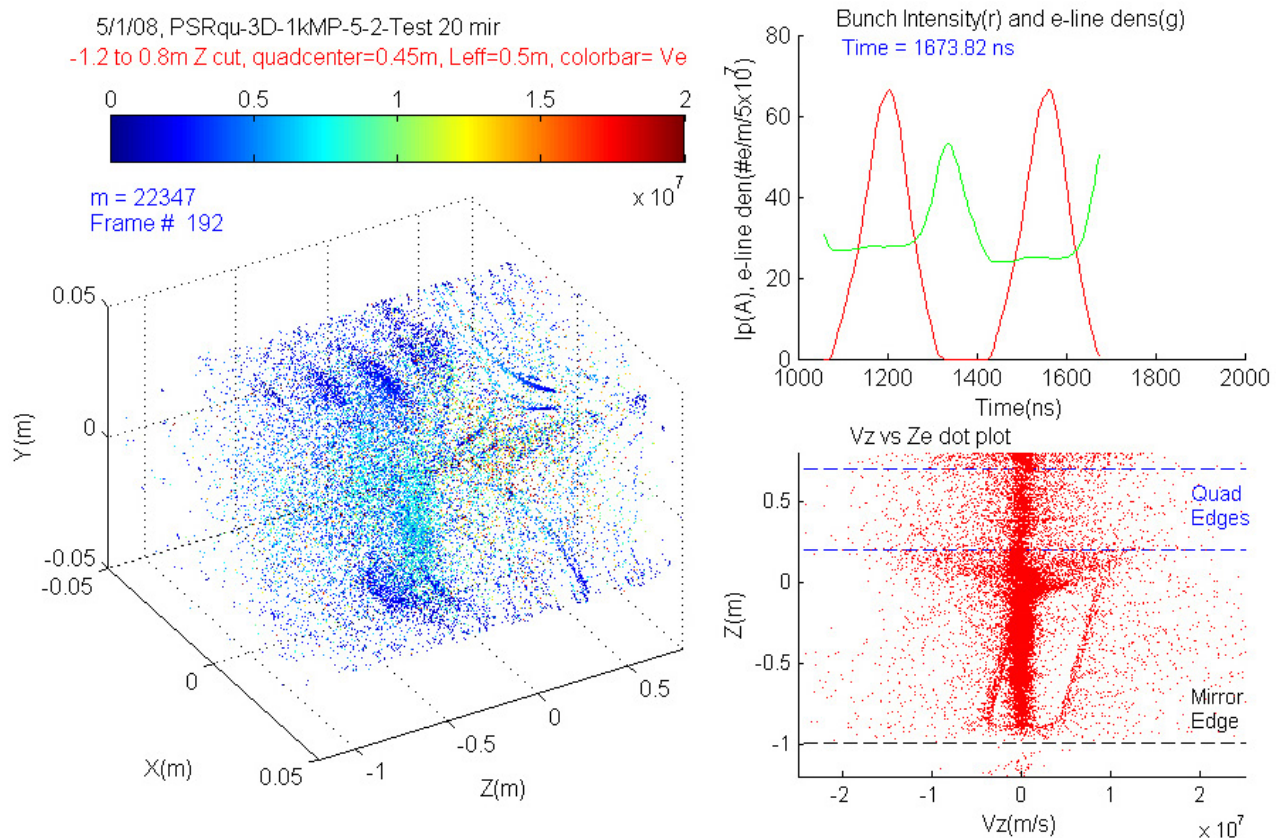 5/1/08, PSRqu-3D-1kMP-5-2-Test 20 mir
-1.2 to 0.8m Z cut, quadcenter=0.45m, Leff=0.5m, colorbar= Ve
0 0.5 1 1.5 2
x 10^7
m = 22347
Frame # 192
0.05
0
-0.05
Y(m)
-0.05
0
0.05
X(m)
-1
-0.5
0
0.5
Z(m)
Bunch Intensity(r) and e-line dens(g)
Time = 1673.82 ns
80
60
40
20
0
Ip(A), e-line den(#e/m/5x10^7)
1000 1200 1400 1600 1800 2000
Time(ns)
Vz vs Ze dot plot
0.5
0
-0.5
-1
Z(m)
Quad
Edges
Mirror
Edge
-2 -1 0 1 2
Vz(m/s)
x 10^7